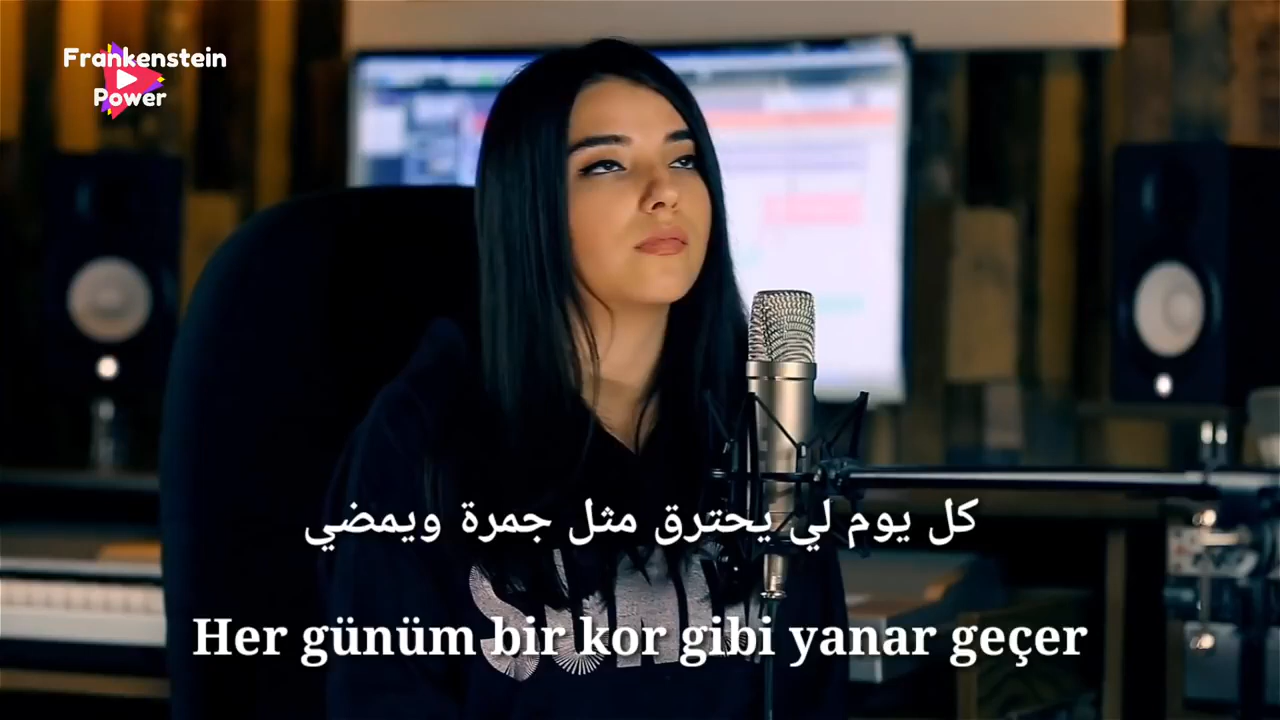 Frankenstein
Power
كل يوم لي يحترق مثل جمرة ويمضي
Her günüm bir kor gibi yanar geçer